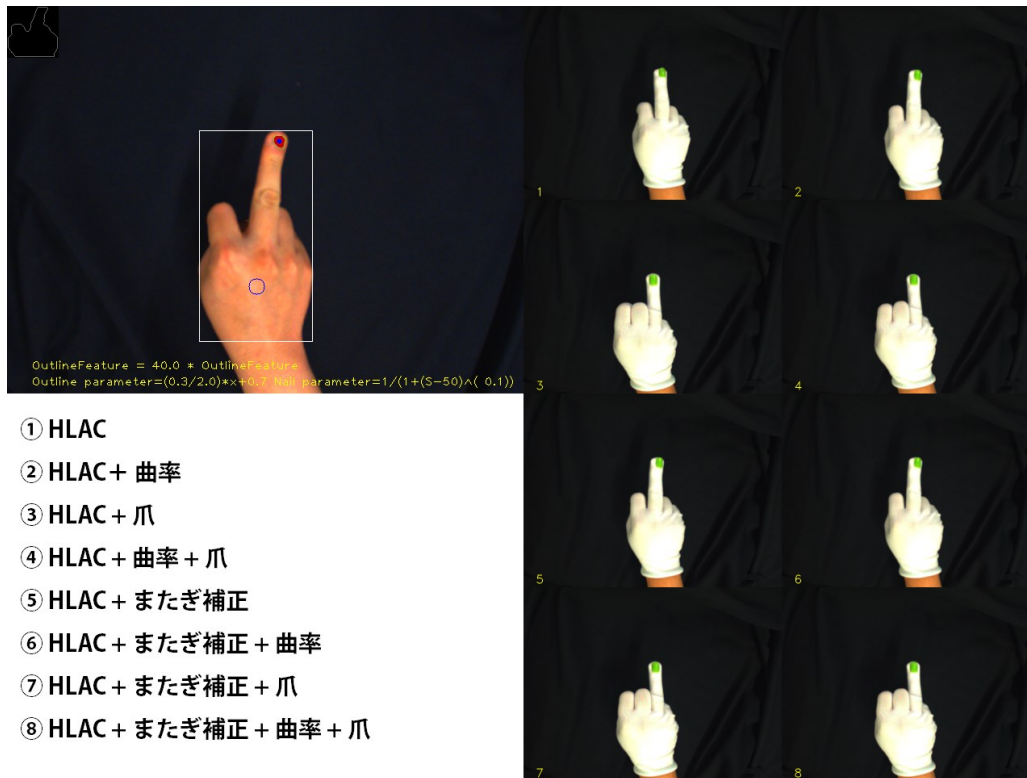 OutlineFeature = 40.0 * OutlineFeature
Outline parameter=(0.3/2.0)*x+0.7 Nail parameter=1/(1+(S-50)^( 0.1))
1
2
3
4
5
6
7
8
① HLAC
② HLAC+ 曲率
③ HLAC + 爪
④ HLAC + 曲率 + 爪
⑤ HLAC + またぎ補正
⑥ HLAC + またぎ補正 + 曲率
⑦ HLAC + またぎ補正 + 爪
⑧ HLAC + またぎ補正 + 曲率 + 爪